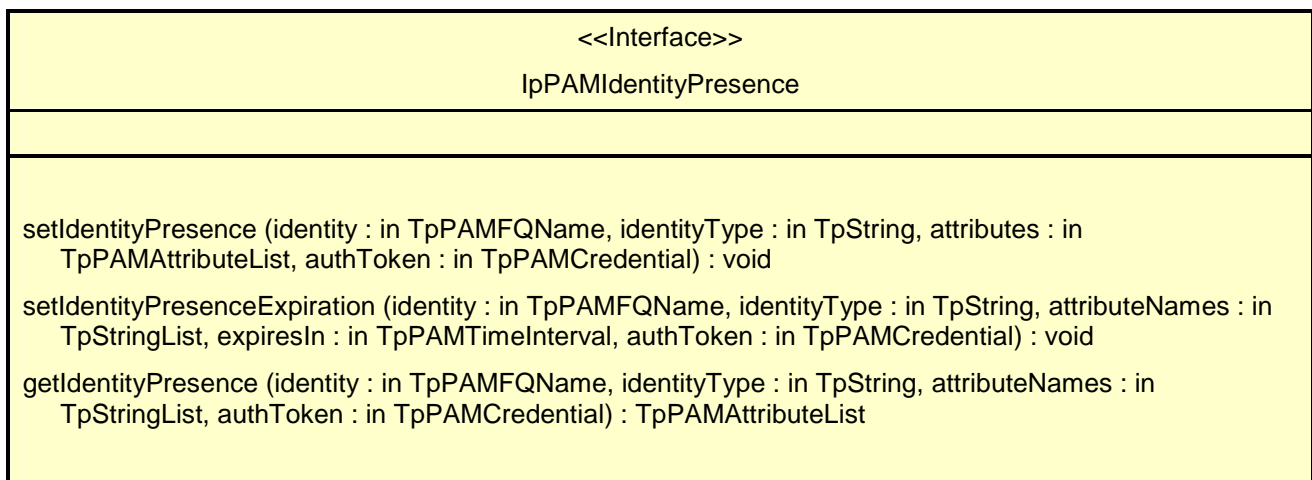 <<Interface>>
IpPAMIdentityPresence
setIdentityPresence (identity : in TpPAMFQName, identityType : in TpString, attributes : in
TpPAMAttributeList, authToken : in TpPAMCredential) : void
setIdentityPresenceExpiration (identity : in TpPAMFQName, identityType : in TpString, attributeNames : in
TpStringList, expiresIn : in TpPAMTimeInterval, authToken : in TpPAMCredential) : void
getIdentityPresence (identity : in TpPAMFQName, identityType : in TpString, attributeNames : in
TpStringList, authToken : in TpPAMCredential) : TpPAMAttributeList